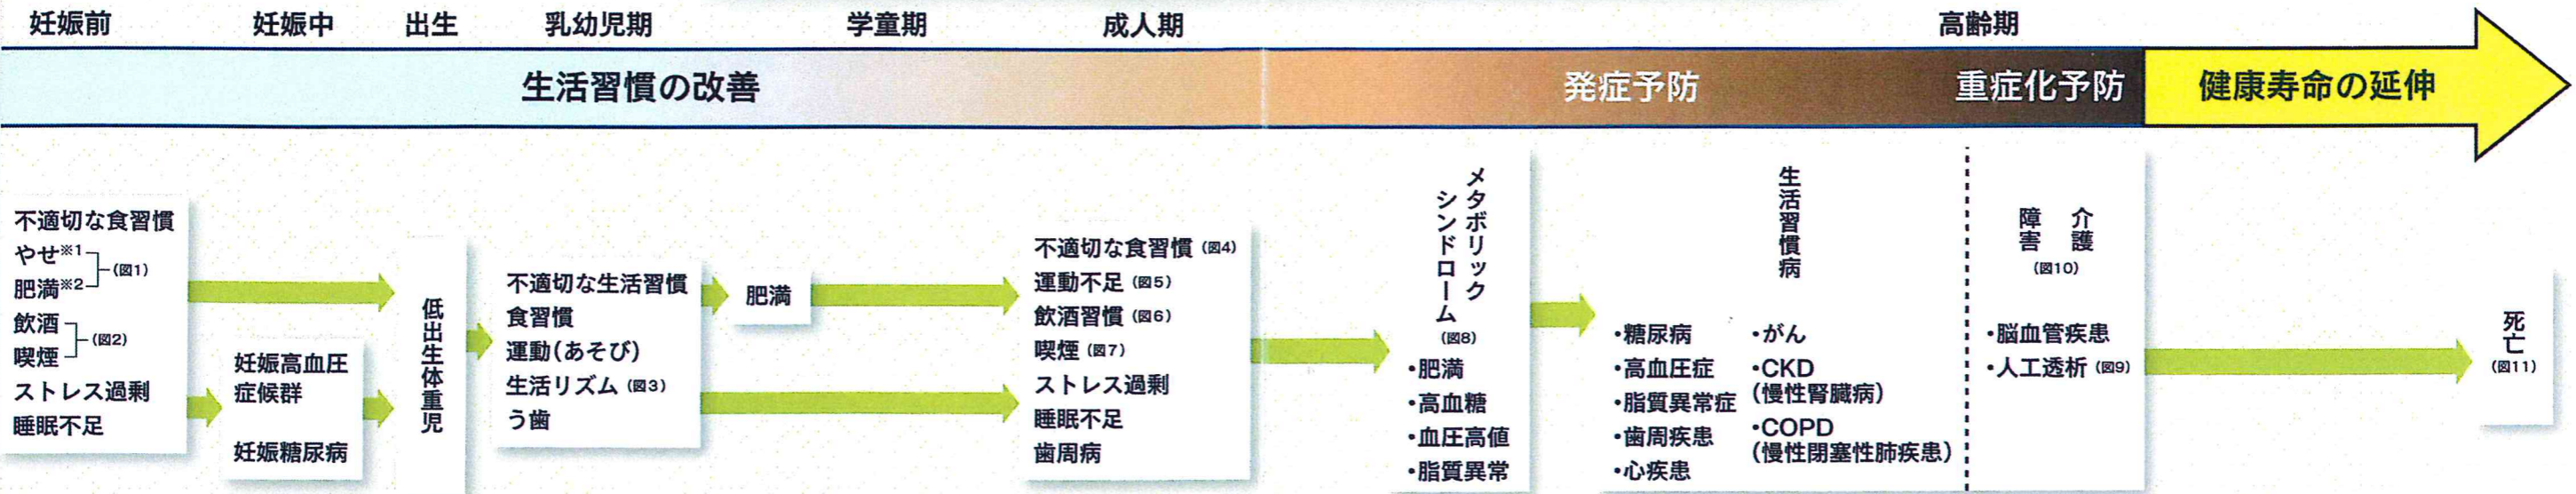 妊娠前
妊娠中
出生
乳幼児期
学童期
成人期
高齢期
生活習慣の改善
発症予防
重症化予防
健康寿命の延伸
不適切な食習慣
やせ※1
肥満※2
(図1)
飲酒
喫煙
(図2)
ストレス過剰
睡眠不足
妊娠高血圧
症候群
妊娠糖尿病
低出生体重児
不適切な生活習慣
食習慣
運動(あそび)
生活リズム(図3)
う歯
肥満
不適切な食習慣(図4)
運動不足(図5)
飲酒習慣(図6)
喫煙(図7)
ストレス過剰
睡眠不足
歯周病
メタボリック
シンドローム
(図8)
・肥満
・高血糖
・血圧高値
・脂質異常
生活習慣病
・糖尿病
・高血圧症
・脂質異常症
・歯周疾患
・心疾患
・がん
・CKD
(慢性腎臓病)
・COPD
(慢性閉塞性肺疾患)
介護
障害
(図10)
・脳血管疾患
・人工透析(図9)
死亡
(図11)